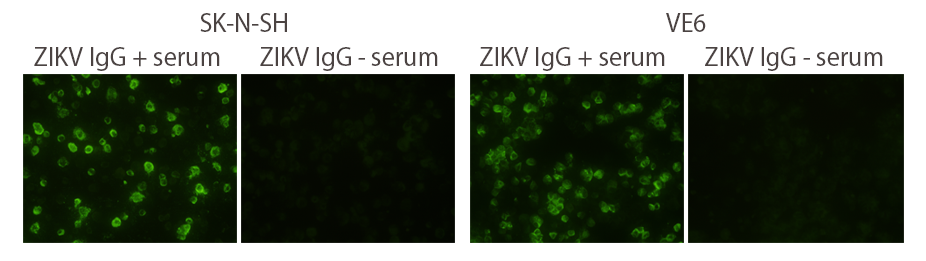 SK-N-SH
VE6
ZIKV IgG + serum
ZIKV IgG - serum
ZIKV IgG + serum
ZIKV IgG - serum